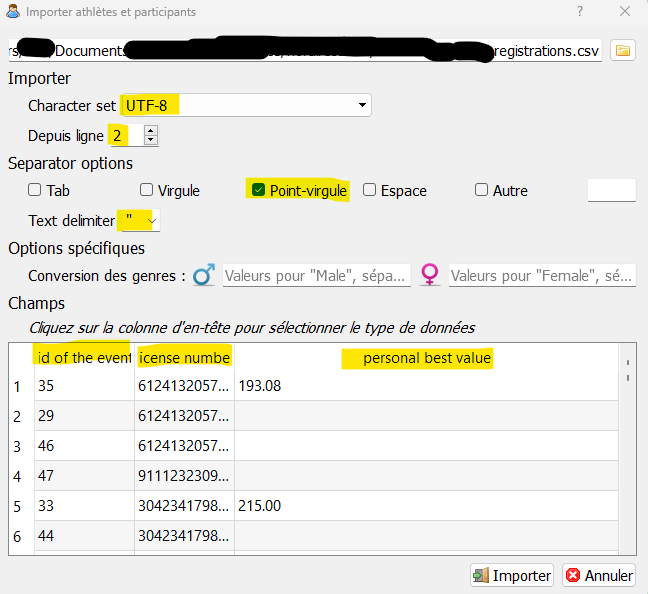 Importer athlètes et participants
Documents registrations.csv
Importer
Character set UTF-8
Depuis ligne 2
Separator options
Tab Virgule Point-virgule Espace Autre
Text delimiter "
Options spécifiques
Conversion des genres : Valeurs pour "Male", sépa... Valeurs pour "Female", sé...
Champs
Cliquez sur la colonne d'en-tête pour sélectionner le type de données
id of the event icense numbe personal best value
1 35 6124132057... 193.08
2 29 6124132057...
3 46 6124132057...
4 47 9111232309...
5 33 3042341798... 215.00
6 44 3042341798...
Importer Annuler